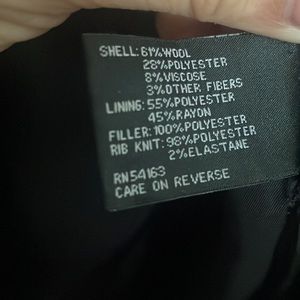 SHELL: 61%WOOL
28%POLYESTER
8%VISCOSE
3%OTHER FIBERS
LINING: 55%POLYESTER
45%RAYON
FILLER: 100%POLYESTER
RIB KNIT: 98%POLYESTER
2%ELASTANE
RN54163
CARE ON REVERSE